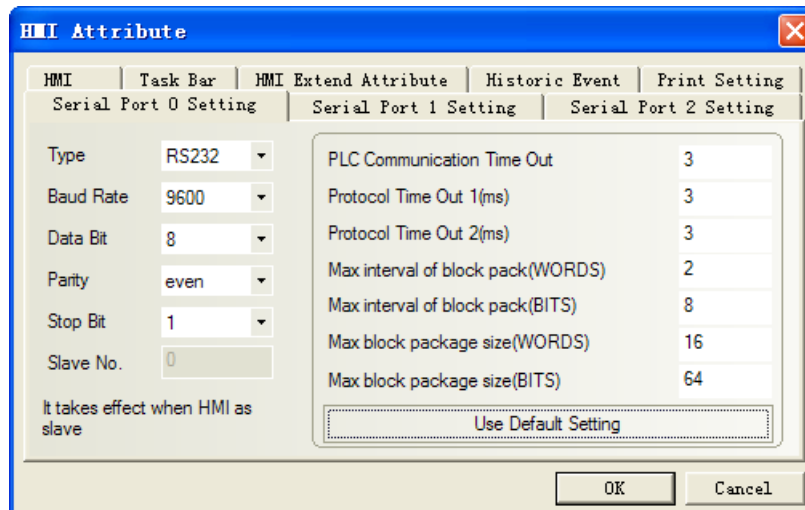 HMI Attribute
HMI
Task Bar
HMI Extend Attribute
Historic Event
Print Setting
Serial Port 0 Setting
Serial Port 1 Setting
Serial Port 2 Setting
Type RS232
Baud Rate 9600
Data Bit 8
Parity even
Stop Bit 1
Slave No. 0
It takes effect when HMI as
slave
PLC Communication Time Out 3
Protocol Time Out 1(ms) 3
Protocol Time Out 2(ms) 3
Max interval of block pack(WORDS) 2
Max interval of block pack(BITS) 8
Max block package size(WORDS) 16
Max block package size(BITS) 64
Use Default Setting
OK
Cancel